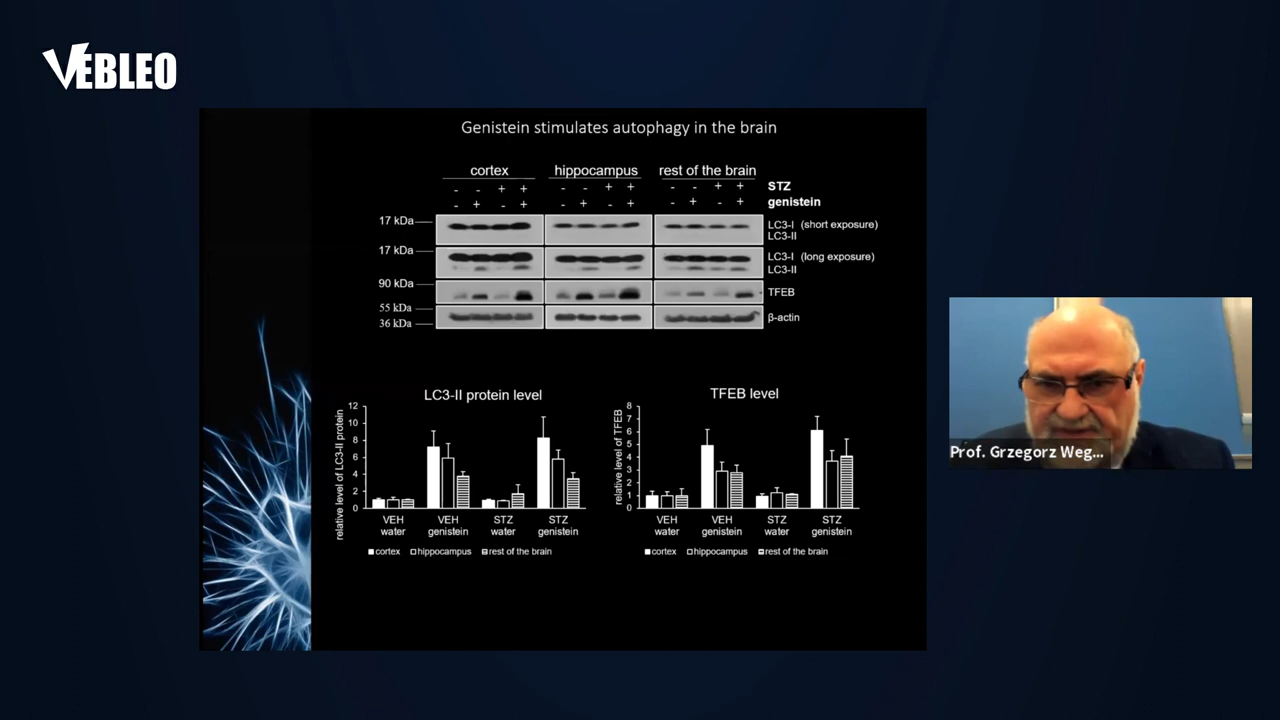 VEBLEO
Genistein stimulates autophagy in the brain
cortex hippocampus rest of the brain
- - + + - - + + - - + + STZ
- + - + - + - + - + - + genistein
17 kDa LC3-I (short exposure)
LC3-II
17 kDa LC3-I (long exposure)
LC3-II
90 kDa TFEB
55 kDa
36 kDa β-actin
LC3-II protein level
relative level of LC3-II protein
12
10
8
6
4
2
0
VEH water
VEH genistein
STZ water
STZ genistein
cortex hippocampus rest of the brain
TFEB level
relative level of TFEB
8
7
6
5
4
3
2
1
0
VEH water
VEH genistein
STZ water
STZ genistein
cortex hippocampus rest of the brain
Prof. Grzegorz Weg...